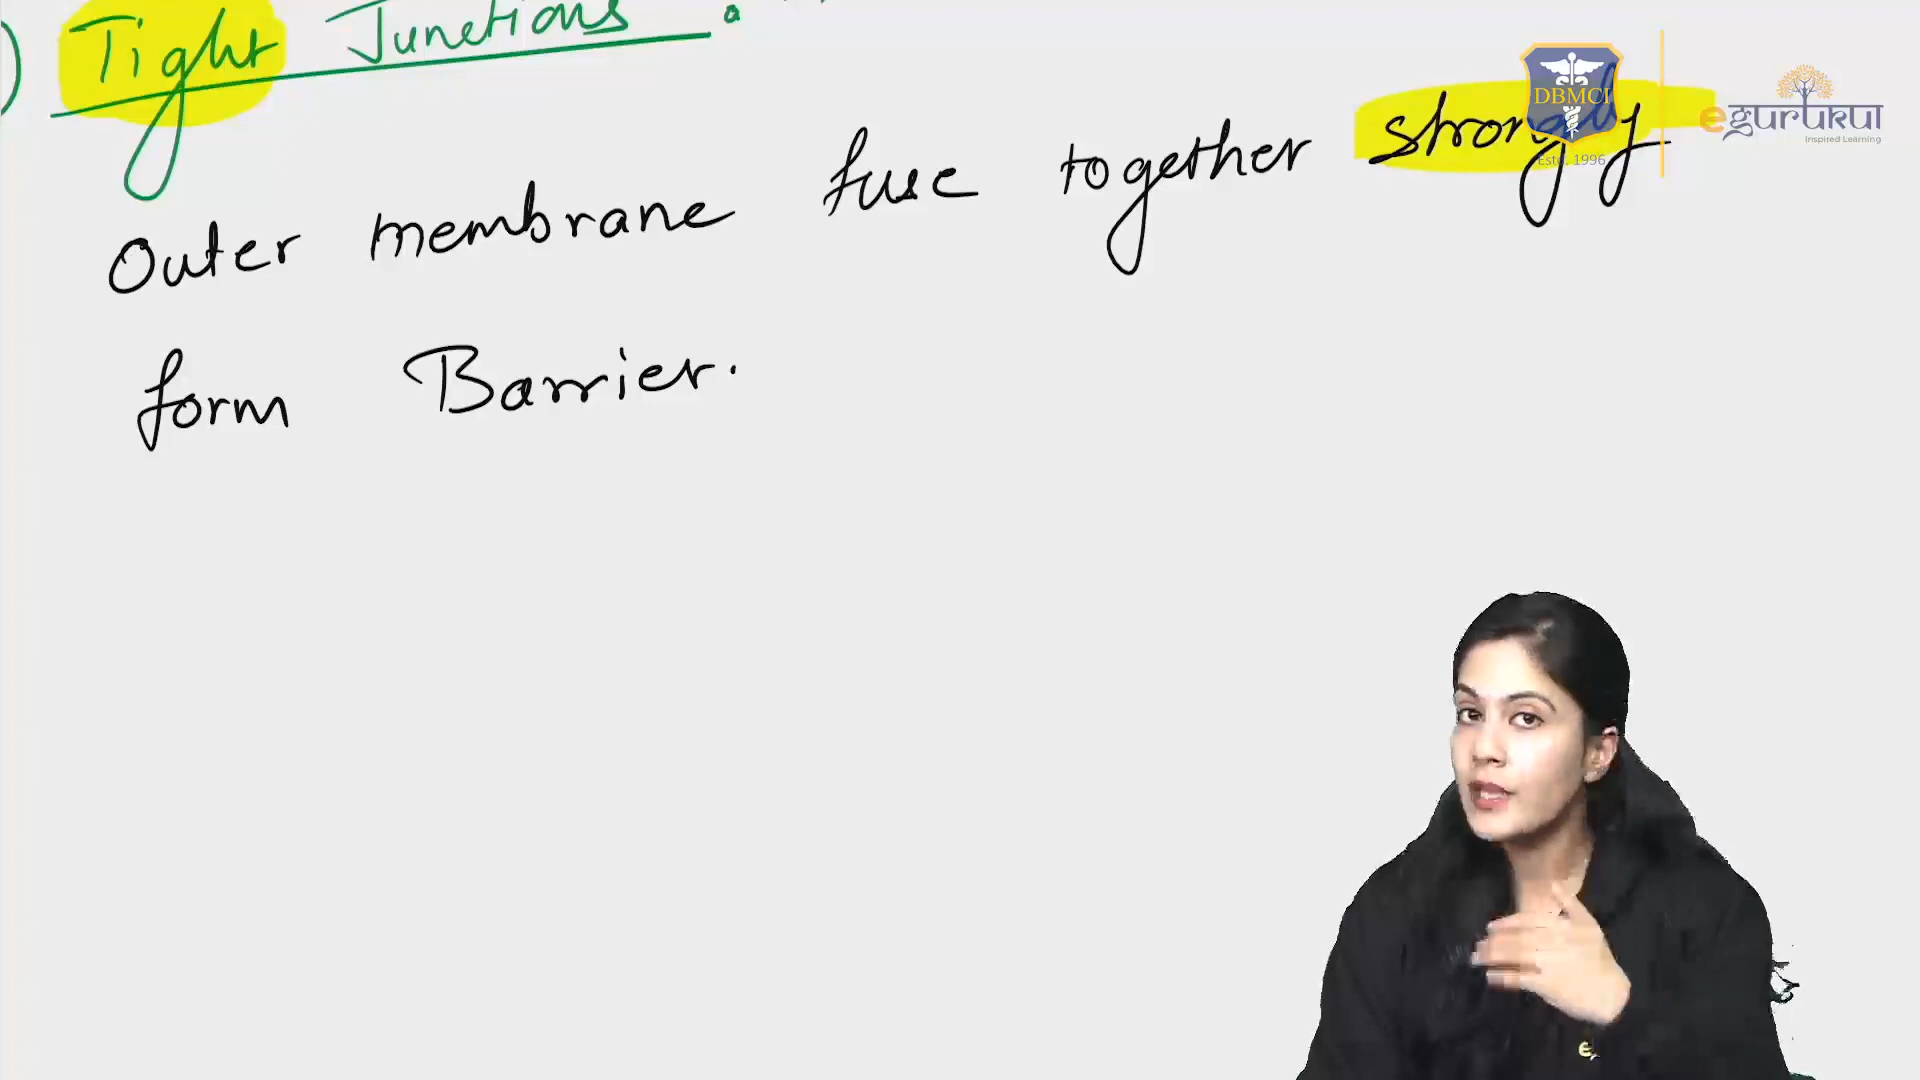 Tight Junctions
Outer membrane fuse together strongly
form Barrier.
DBMCI
Estd. 1996
egurukul
Inspired Learning